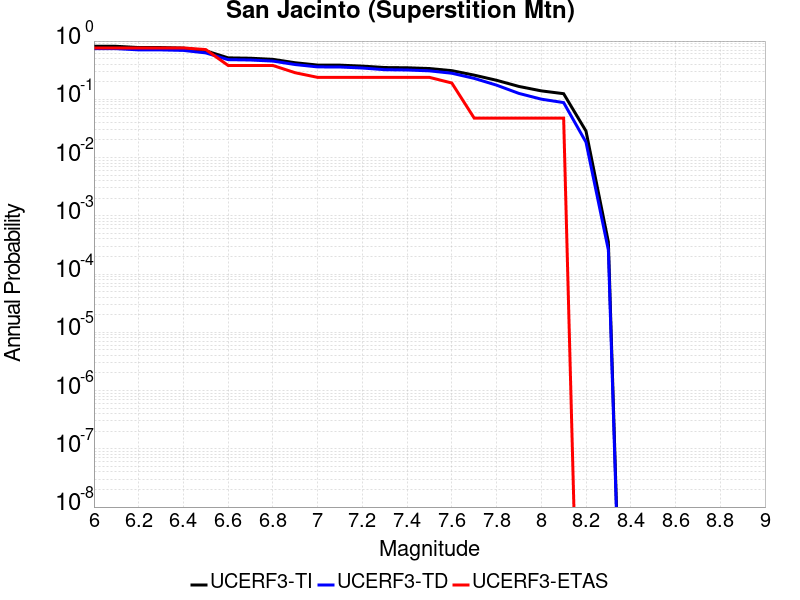 San Jacinto (Superstition Mtn)
10^0
10^-1
10^-2
10^-3
10^-4
10^-5
10^-6
10^-7
10^-8
Annual Probability
6 6.2 6.4 6.6 6.8 7 7.2 7.4 7.6 7.8 8 8.2 8.4 8.6 8.8 9
Magnitude
UCERF3-TI UCERF3-TD UCERF3-ETAS